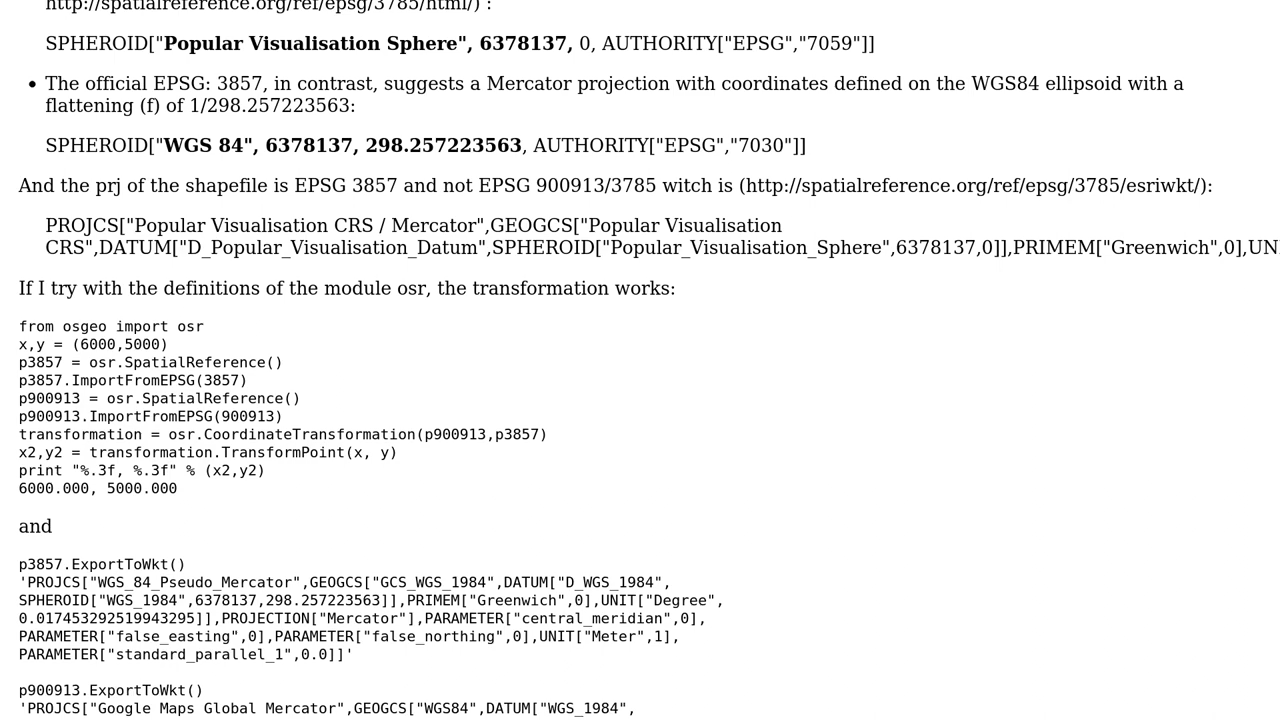 http://spatialreference.org/ref/epsg/3785/html/) :
SPHEROID["Popular Visualisation Sphere", 6378137, 0, AUTHORITY["EPSG","7059"]]
• The official EPSG: 3857, in contrast, suggests a Mercator projection with coordinates defined on the WGS84 ellipsoid with a
flattening (f) of 1/298.257223563:
SPHEROID["WGS 84", 6378137, 298.257223563, AUTHORITY["EPSG","7030"]]
And the prj of the shapefile is EPSG 3857 and not EPSG 900913/3785 witch is (http://spatialreference.org/ref/epsg/3785/esriwkt/):
PROJCS["Popular Visualisation CRS / Mercator",GEOGCS["Popular Visualisation
CRS",DATUM["D_Popular_Visualisation_Datum",SPHEROID["Popular_Visualisation_Sphere",6378137,0]],PRIMEM["Greenwich",0],UNI
If I try with the definitions of the module osr, the transformation works:
from osgeo import osr
x,y = (6000,5000)
p3857 = osr.SpatialReference()
p3857.ImportFromEPSG(3857)
p900913 = osr.SpatialReference()
p900913.ImportFromEPSG(900913)
transformation = osr.CoordinateTransformation(p900913,p3857)
x2,y2 = transformation.TransformPoint(x, y)
print "%.3f, %.3f" % (x2,y2)
6000.000, 5000.000
and
p3857.ExportToWkt()
'PROJCS["WGS_84_Pseudo_Mercator",GEOGCS["GCS_WGS_1984",DATUM["D_WGS_1984",
SPHEROID["WGS_1984",6378137,298.257223563]],PRIMEM["Greenwich",0],UNIT["Degree",
0.017453292519943295]],PROJECTION["Mercator"],PARAMETER["central_meridian",0],
PARAMETER["false_easting",0],PARAMETER["false_northing",0],UNIT["Meter",1],
PARAMETER["standard_parallel_1",0.0]]'
p900913.ExportToWkt()
'PROJCS["Google Maps Global Mercator",GEOGCS["WGS84",DATUM["WGS_1984",